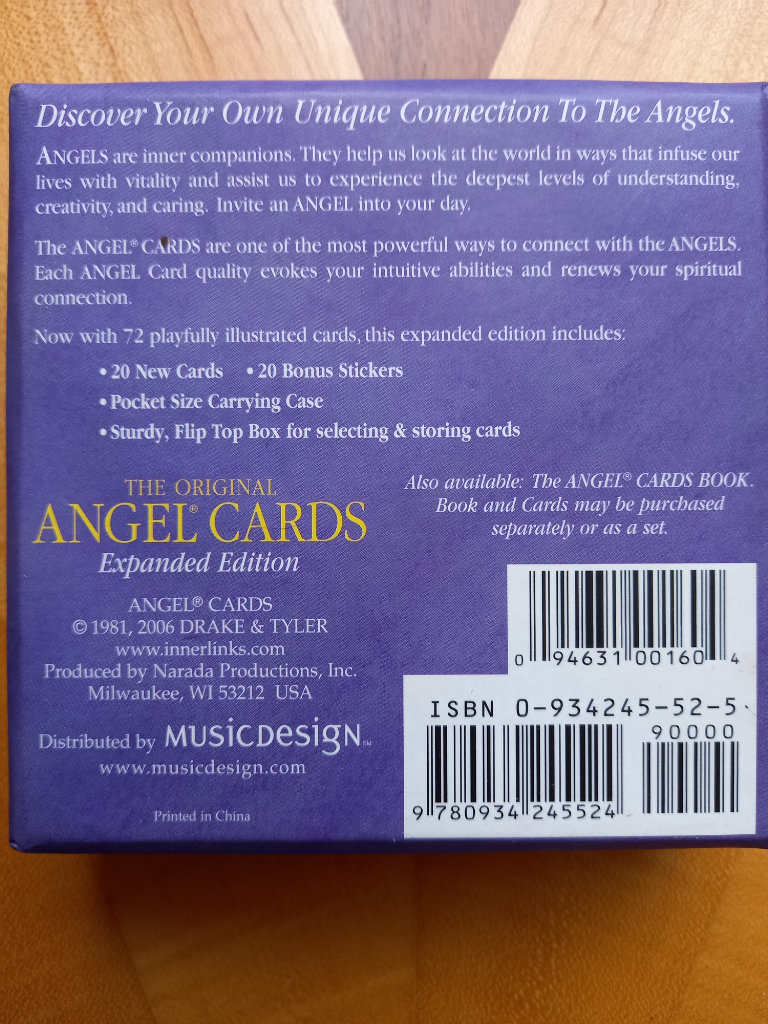 Discover Your Own Unique Connection To The Angels.
ANGELS are inner companions. They help us look at the world in ways that infuse our
lives with vitality and assist us to experience the deepest levels of understanding,
creativity, and caring. Invite an ANGEL into your day.
The ANGEL® CARDS are one of the most powerful ways to connect with the ANGELS.
Each ANGEL Card quality evokes your intuitive abilities and renews your spiritual
connection.
Now with 72 playfully illustrated cards, this expanded edition includes:
• 20 New Cards • 20 Bonus Stickers
• Pocket Size Carrying Case
• Sturdy, Flip Top Box for selecting & storing cards
THE ORIGINAL
ANGEL® CARDS
Expanded Edition
ANGEL® CARDS
© 1981, 2006 DRAKE & TYLER
www.innerlinks.com
Produced by Narada Productions, Inc.
Milwaukee, WI 53212 USA
Distributed by MUSICDESIGN℠
www.musicdesign.com
Printed in China
Also available: The ANGEL® CARDS BOOK.
Book and Cards may be purchased
separately or as a set.
0 94631 00160 4
ISBN 0-934245-52-5
90000
9 780934 245524